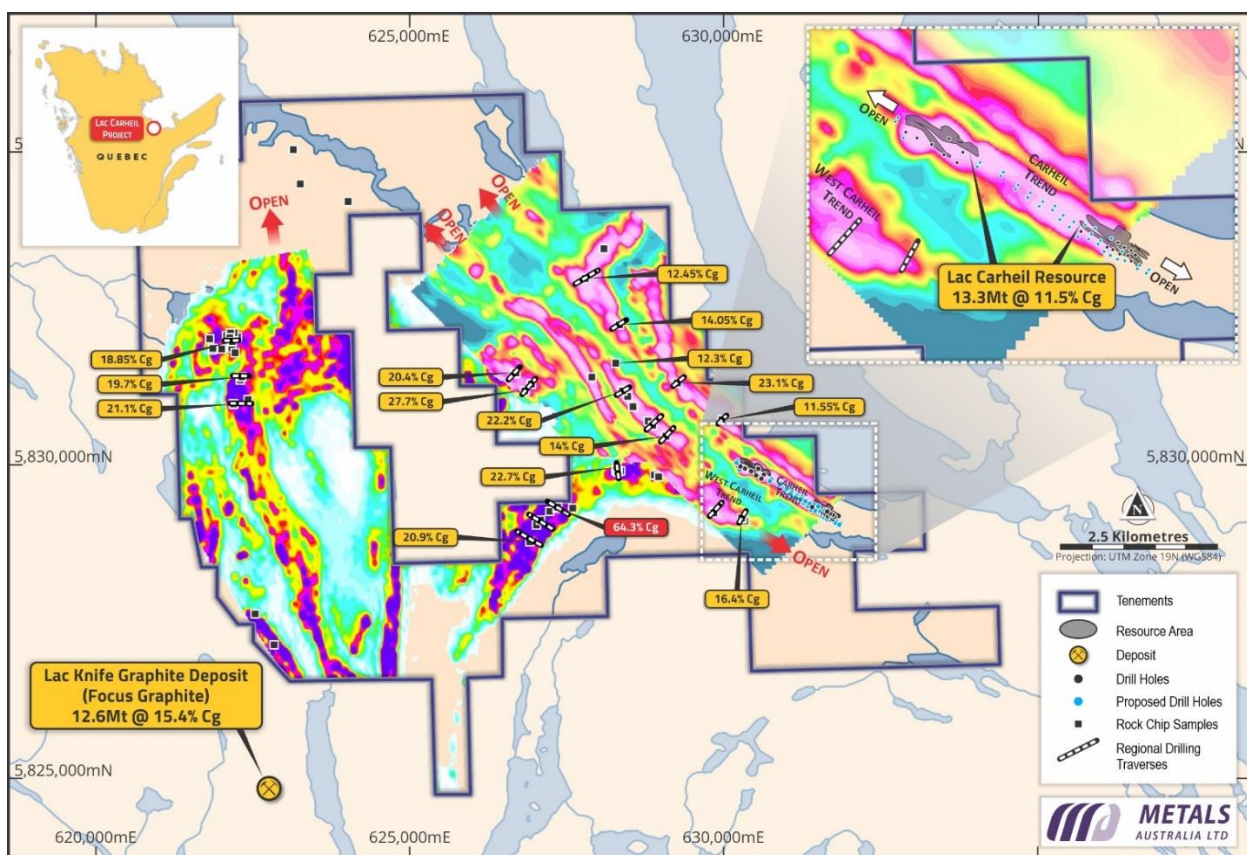 625,000mE
630,000mE
LAC CARHEIL
PROJECT
QUEBEC
OPEN
OPEN
OPEN
OPEN
CARHEIL
TREND
WEST CARHEIL
TREND
Lac Carheil Resource
13.3Mt @ 11.5% Cg
OPEN
12.45% Cg
14.05% Cg
18.85% Cg
12.3% Cg
19.7% Cg
20.4% Cg
23.1% Cg
21.1% Cg
27.7% Cg
22.2% Cg
11.55% Cg
14% Cg
5,830,000mN
5,830,000mN
22.7% Cg
CARHEIL
TREND
WEST CARHEIL
TREND
64.3% Cg
20.9% Cg
OPEN
16.4% Cg
N
2.5 Kilometres
Projection: UTM Zone 19N (WGS84)
Tenements
Resource Area
Deposit
Drill Holes
Proposed Drill Holes
Rock Chip Samples
Regional Drilling
Traverses
Lac Knife Graphite Deposit
(Focus Graphite)
12.6Mt @ 15.4% Cg
5,825,000mN
620,000mE
625,000mE
630,000mE
METALS
AUSTRALIA LTD